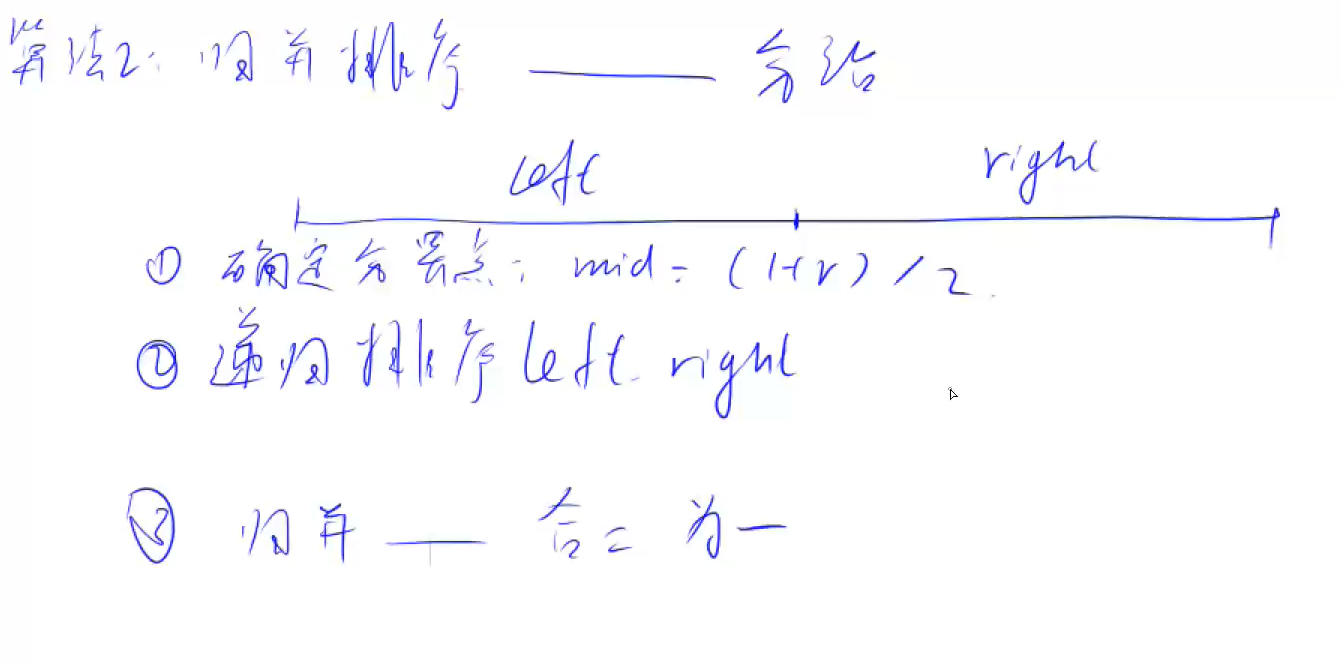 算法2: 归并排序 —— 分治
left right
① 确定分界点: mid = (l+r)/2.
② 递归排序 left. right
③ 归并 —— 合二为一